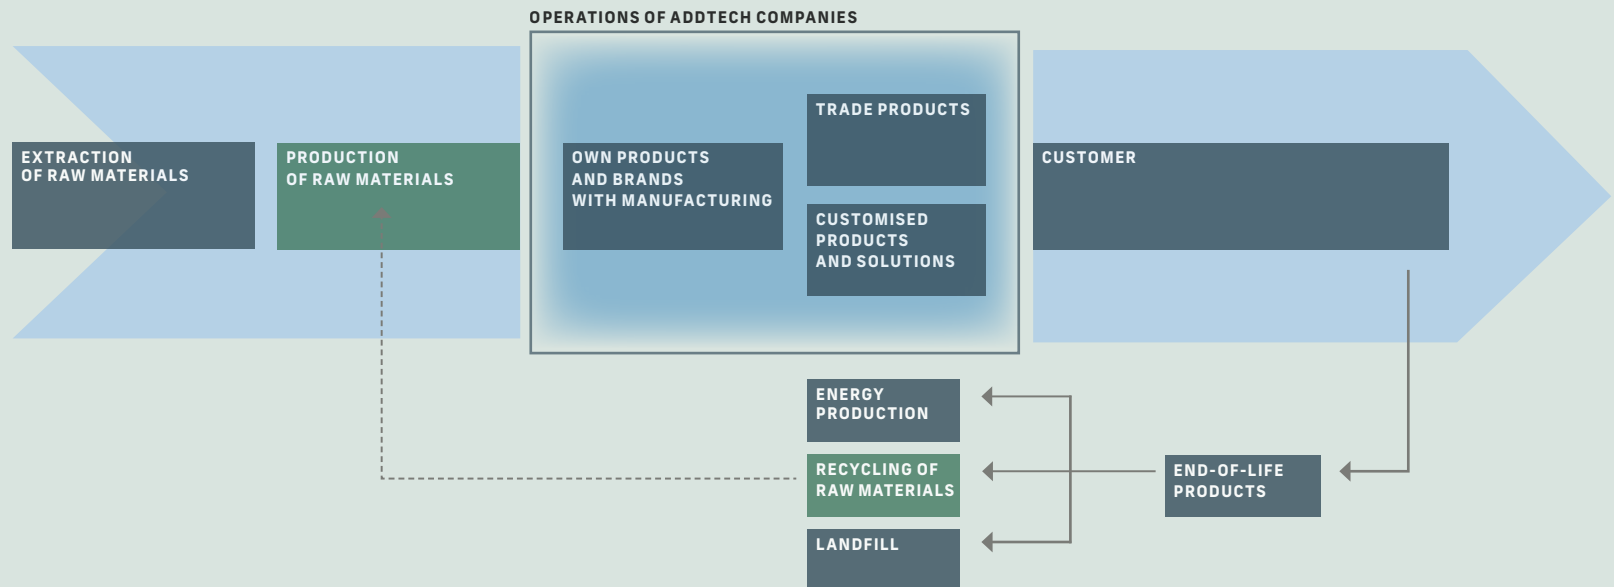 OPERATIONS OF ADDTECH COMPANIES
EXTRACTION
OF RAW MATERIALS
PRODUCTION
OF RAW MATERIALS
OWN PRODUCTS
AND BRANDS
WITH MANUFACTURING
TRADE PRODUCTS
CUSTOMISED
PRODUCTS
AND SOLUTIONS
CUSTOMER
ENERGY
PRODUCTION
RECYCLING OF
RAW MATERIALS
LANDFILL
END-OF-LIFE
PRODUCTS